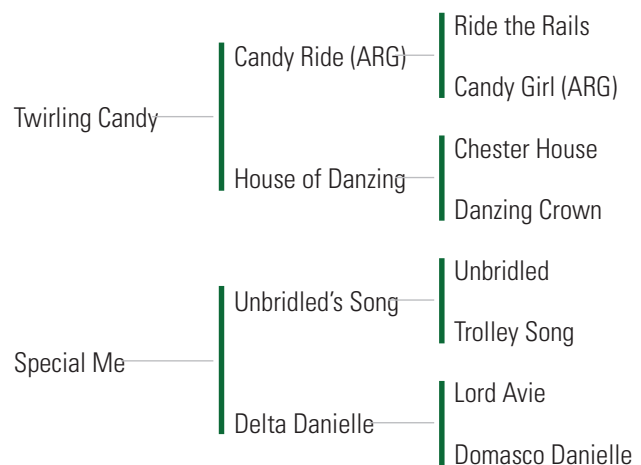 Ride the Rails
Candy Ride (ARG)
Candy Girl (ARG)
Twirling Candy
Chester House
House of Danzing
Danzing Crown
Unbridled
Unbridled's Song
Trolley Song
Special Me
Lord Avie
Delta Danielle
Domasco Danielle